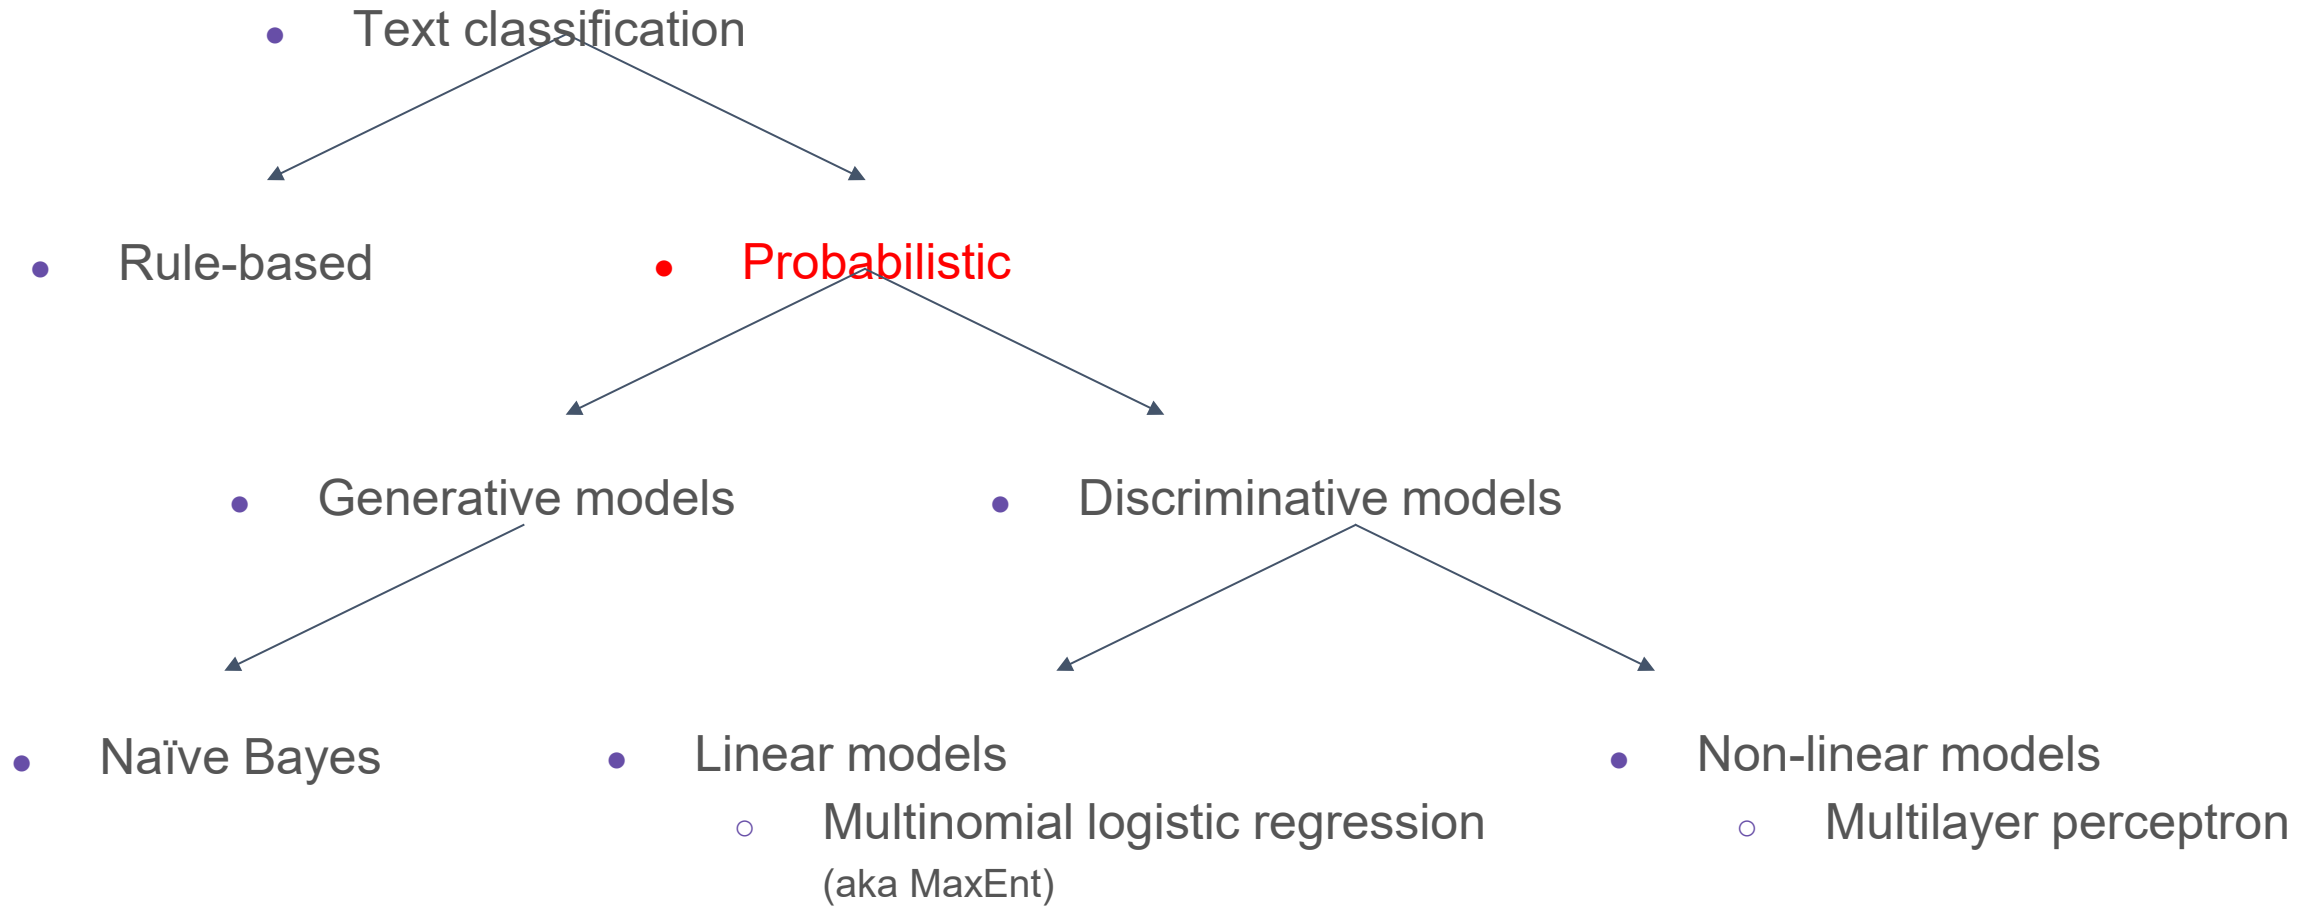 Text classification
Rule-based
Probabilistic
Generative models
Discriminative models
Naïve Bayes
Linear models
Multinomial logistic regression
(aka MaxEnt)
Non-linear models
Multilayer perceptron